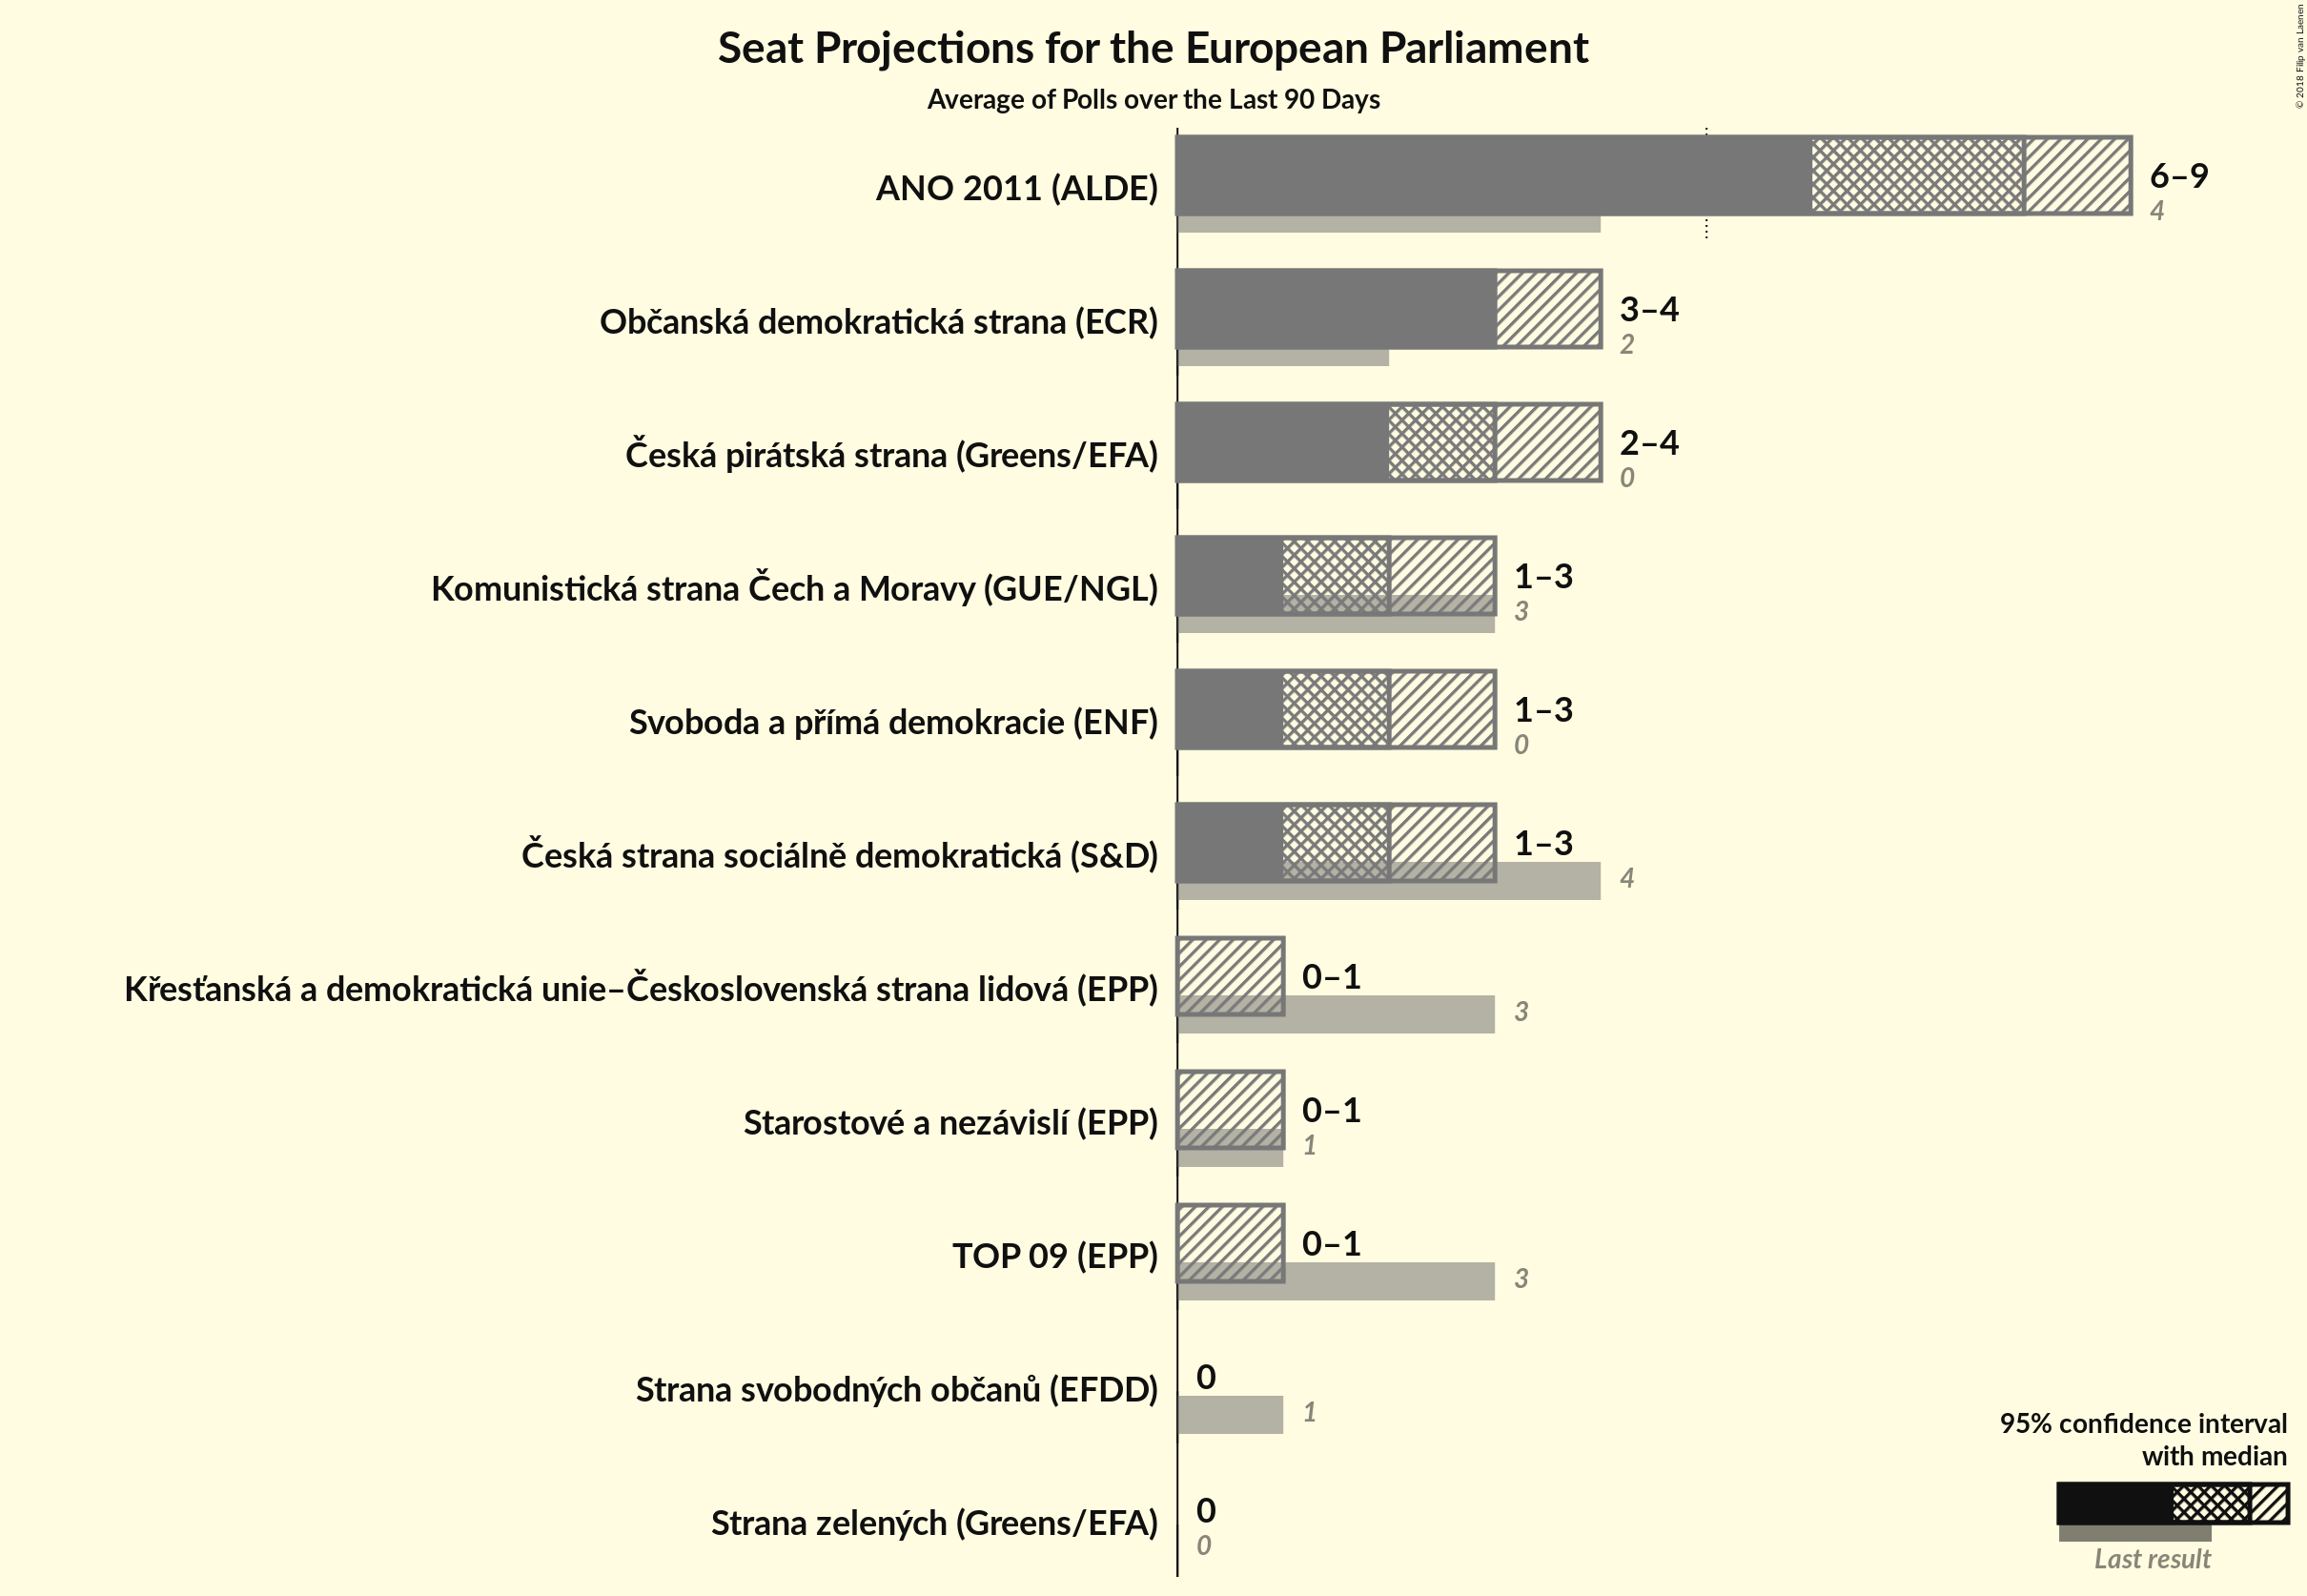 Seat Projections for the European Parliament
Average of Polls over the Last 90 Days
© 2018 Filip van Laenen
ANO 2011 (ALDE)
6–9
4
Občanská demokratická strana (ECR)
3–4
2
Česká pirátská strana (Greens/EFA)
2–4
0
Komunistická strana Čech a Moravy (GUE/NGL)
1–3
3
Svoboda a přímá demokracie (ENF)
1–3
0
Česká strana sociálně demokratická (S&D)
1–3
4
Křesťanská a demokratická unie–Československá strana lidová (EPP)
0–1
3
Starostové a nezávislí (EPP)
0–1
1
TOP 09 (EPP)
0–1
3
Strana svobodných občanů (EFDD)
0
1
Strana zelených (Greens/EFA)
0
0
95% confidence interval
with median
Last result